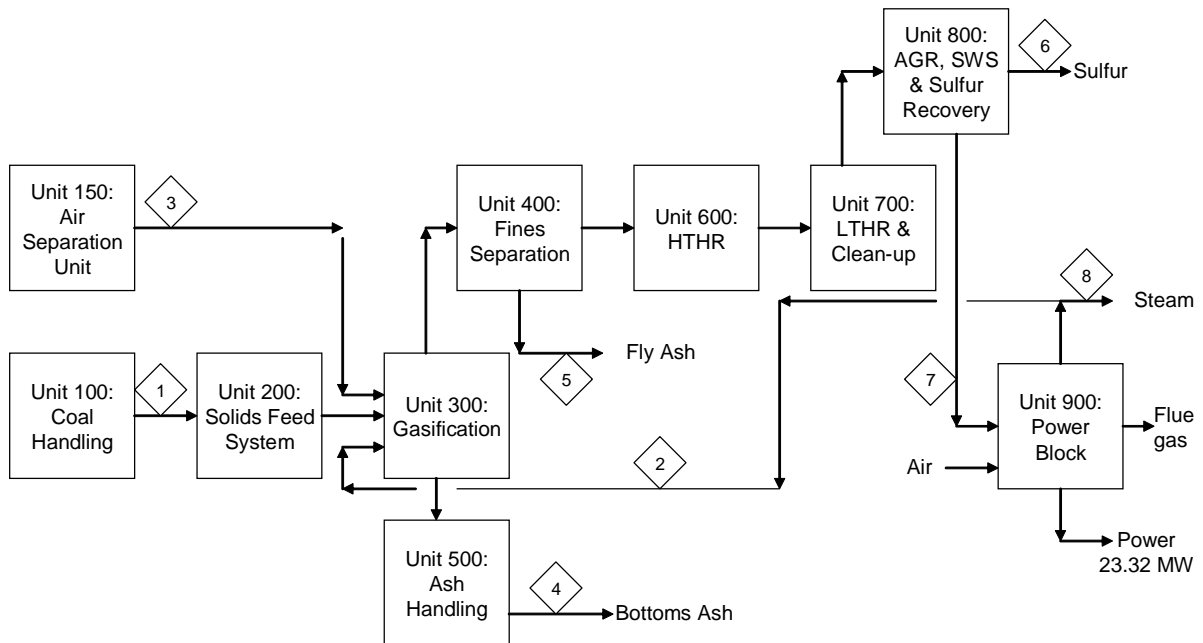 Unit 800:
AGR, SWS
& Sulfur
Recovery
6
Sulfur
Unit 150:
Air
Separation
Unit
3
Unit 400:
Fines
Separation
Unit 600:
HTHR
Unit 700:
LTHR &
Clean-up
8
Steam
Fly Ash
5
Unit 100:
Coal
Handling
1
Unit 200:
Solids Feed
System
Unit 300:
Gasification
7
Unit 900:
Power
Block
Flue
gas
Air
2
Power
23.32 MW
Unit 500:
Ash
Handling
4
Bottoms Ash